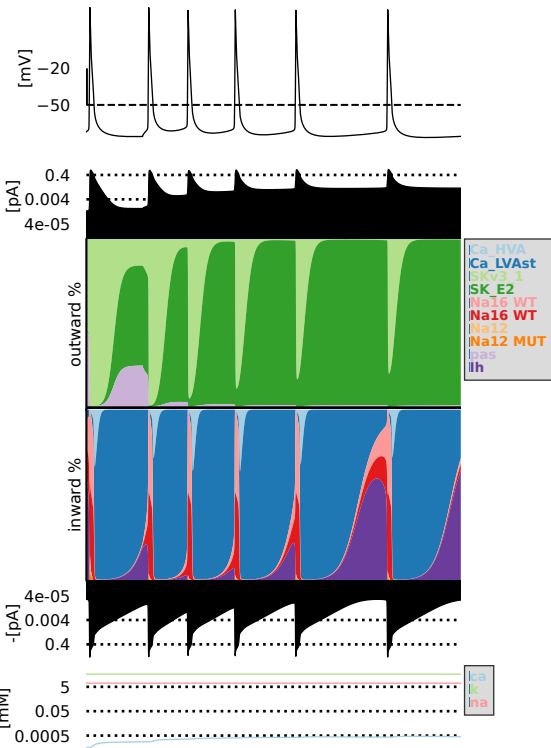 [mV]
−20
−50
[pA]
0.4
0.004
4e-05
outward %
Ca_HVA
Ca_LVAst
SKv3_1
SK_E2
Na16 WT
Na16 WT
Na12
Na12 MUT
pas
Ih
inward %
-[pA]
4e-05
0.004
0.4
[mM]
5
0.05
0.0005
ca
k
na